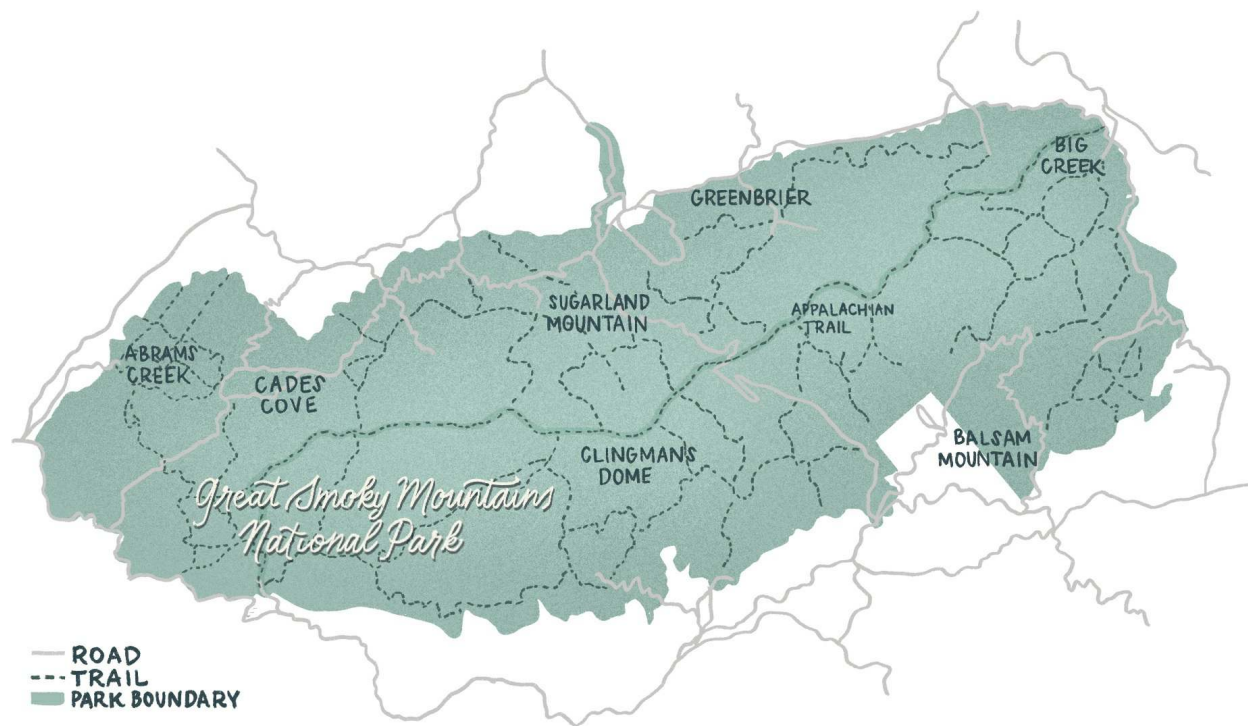 BIG
CREEK
GREENBRIER
SUGARLAND
MOUNTAIN
APPALACHIAN
TRAIL
ABRAMS
CREEK
CADES
COVE
CLINGMAN'S
DOME
BALSAM
MOUNTAIN
Great Smoky Mountains
National Park
ROAD
TRAIL
PARK BOUNDARY